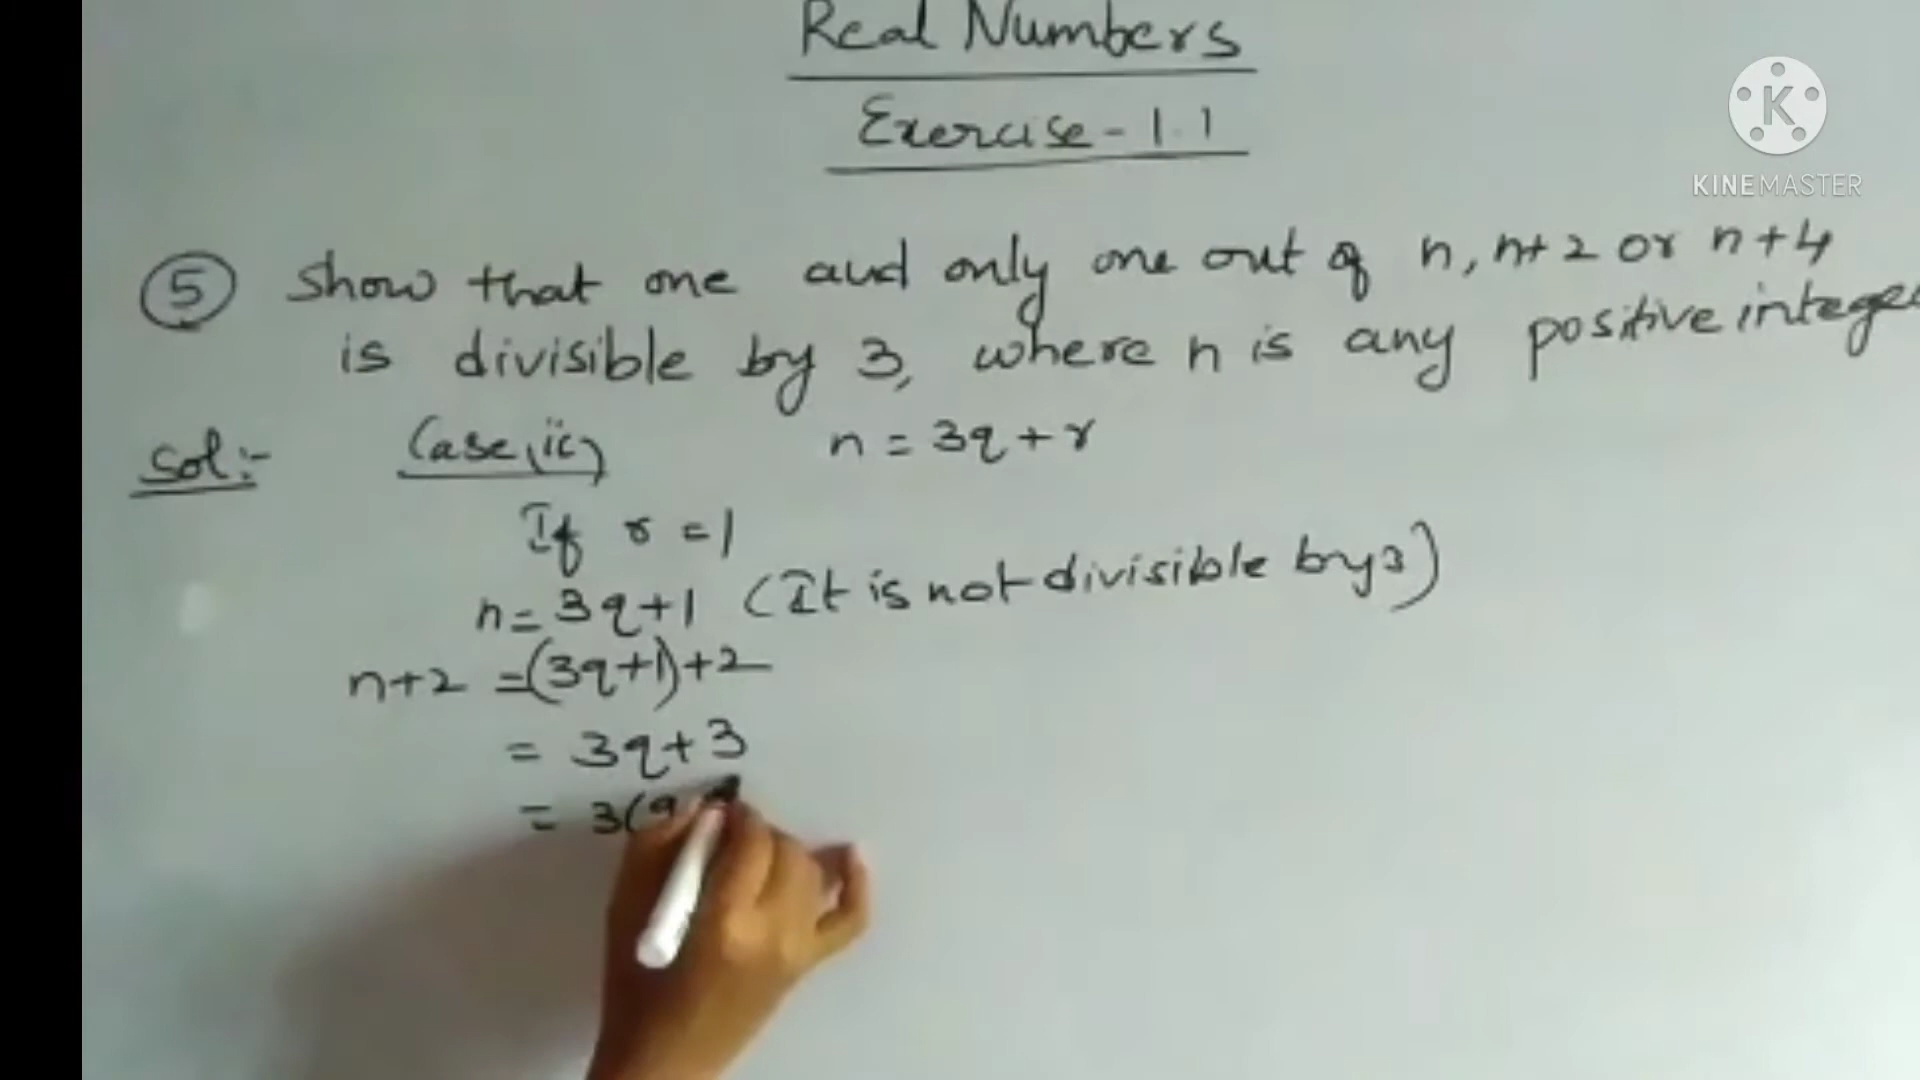 Real Numbers
Exercise - 1.1
KINEMASTER
⑤ Show that one and only one out of n, n+2 or n+4
is divisible by 3, where n is any positive integer
Sol:- Case (ii) n = 3q + r
If r = 1
n = 3q+1 (It is not divisible by 3)
n+2 = (3q+1)+2
= 3q+3
= 3(q